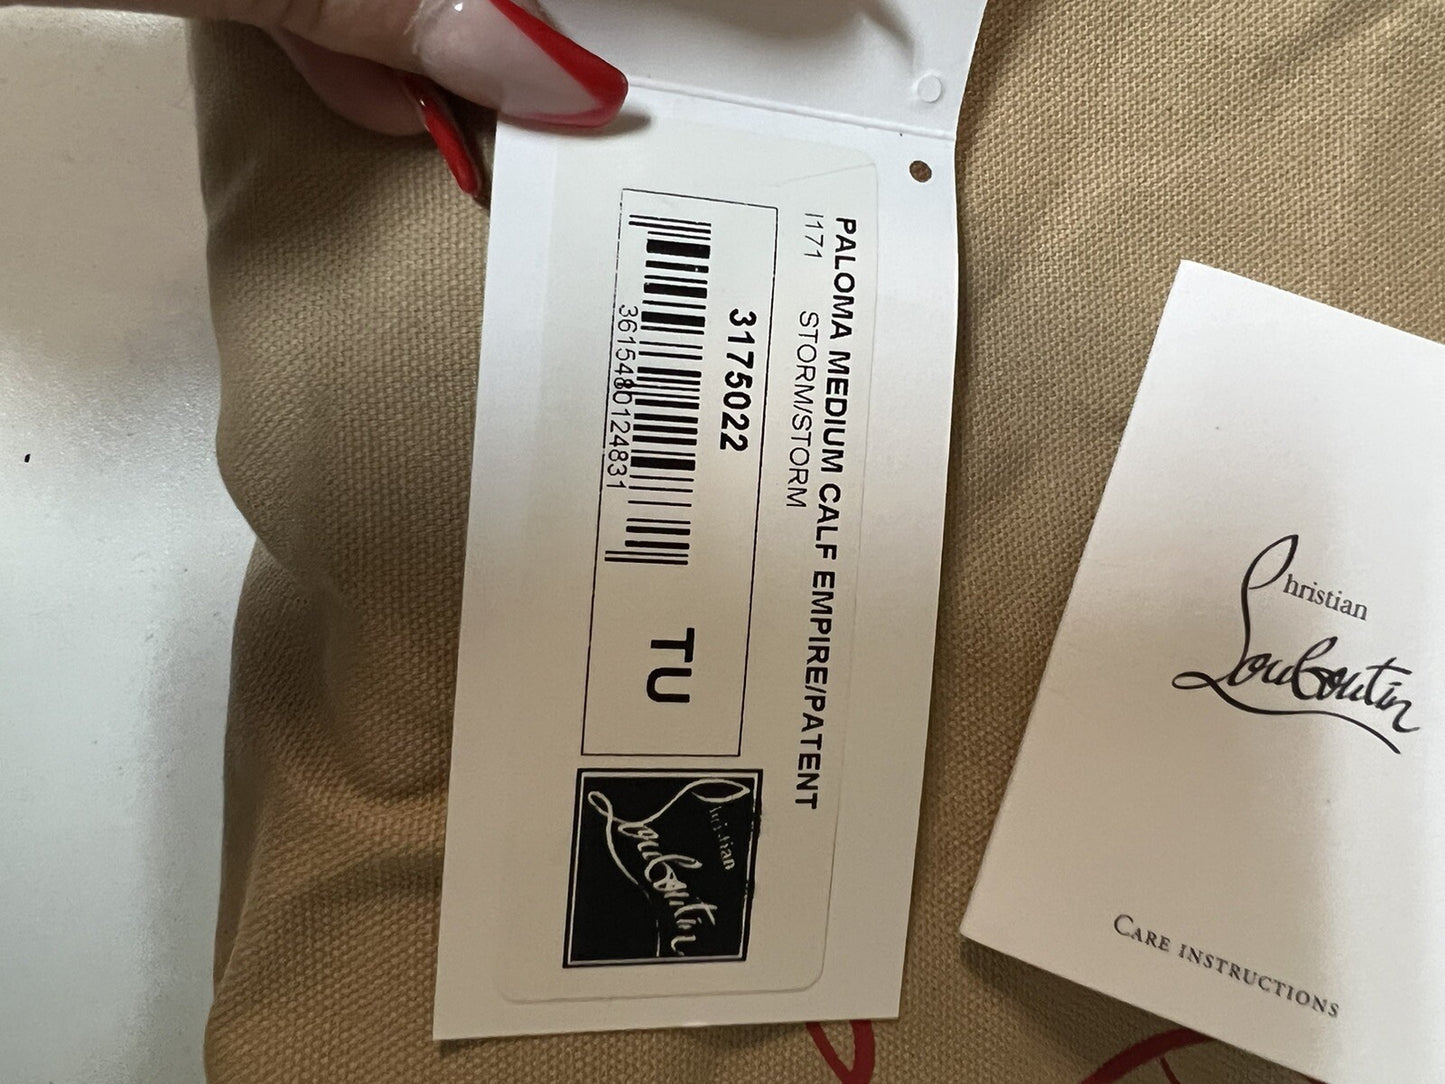 PALOMA MEDIUM CALF EMPIRE/PATENT
I171 STORM/STORM
3175022
3615480124831
TU
Christian
Louboutin
Christian
Louboutin
CARE INSTRUCTIONS